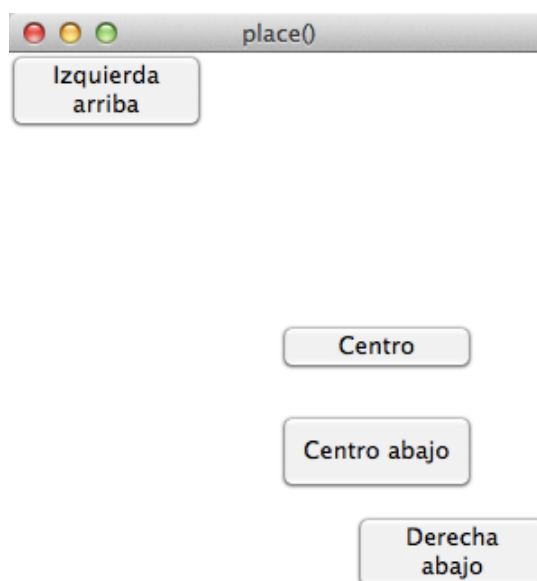 place()
Izquierda
arriba
Centro
Centro abajo
Derecha
abajo